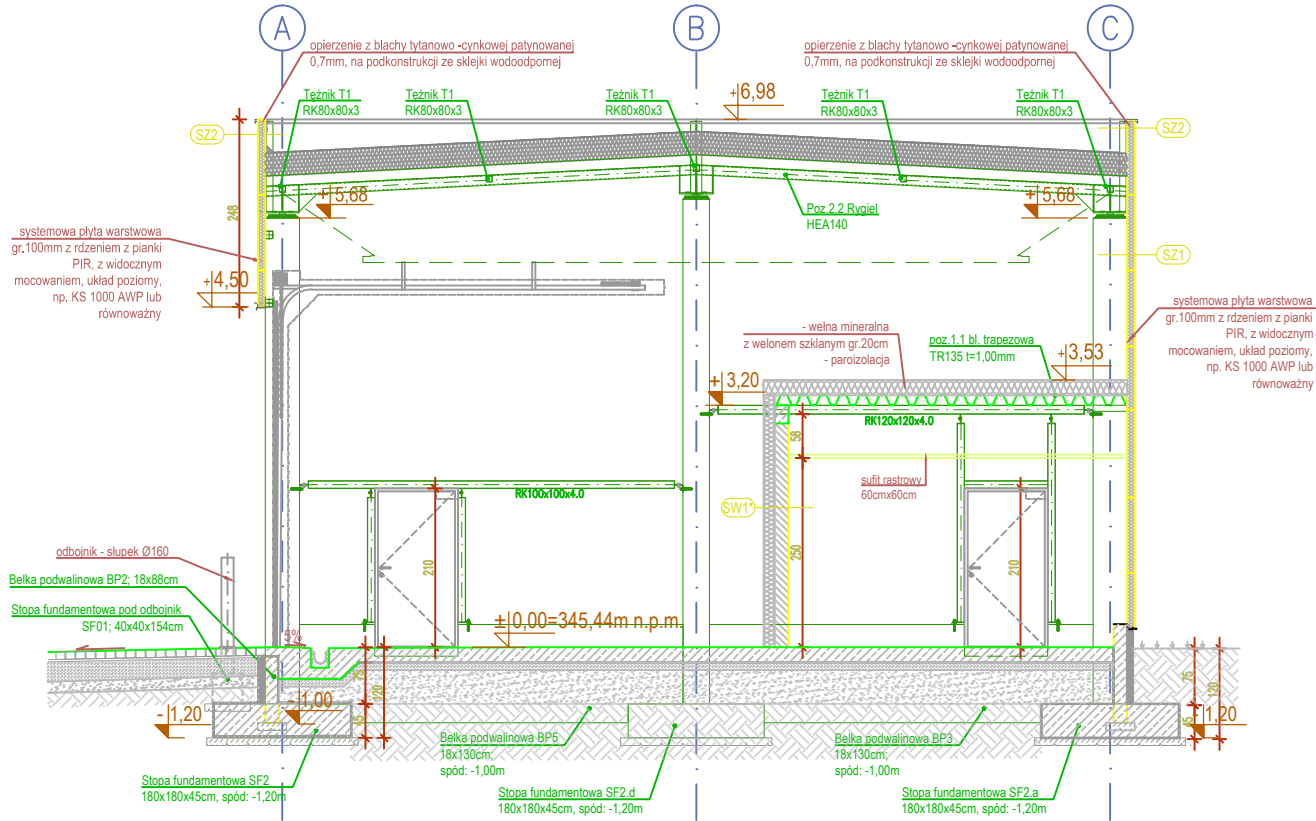 A
B
C
opierzenie z blachy tytanowo -cynkowej patynowanej
0,7mm, na podkonstrukcji ze sklejki wodoodpornej
opierzenie z blachy tytanowo -cynkowej patynowanej
0,7mm, na podkonstrukcji ze sklejki wodoodpornej
Tężnik T1
RK80x80x3
Tężnik T1
RK80x80x3
Tężnik T1
RK80x80x3
Tężnik T1
RK80x80x3
Tężnik T1
RK80x80x3
+6,98
SZ2
SZ2
+5,68
+5,68
Poz.2.2 Rygiel
HEA140
248
systemowa płyta warstwowa
gr.100mm z rdzeniem z pianki
PIR, z widocznym
mocowaniem, układ poziomy,
np. KS 1000 AWP lub
równoważny
SZ1
+4,50
systemowa płyta warstwowa
gr.100mm z rdzeniem z pianki
PIR, z widocznym
mocowaniem, układ poziomy,
np. KS 1000 AWP lub
równoważny
- wełna mineralna
z welonem szklanym gr.20cm
- paroizolacja
poz.1.1 bl. trapezowa
TR135 t=1,00mm
+3,53
+3,20
RK120x120x4.0
58
sufit rastrowy
60cmx60cm
RK100x100x4.0
SW1*
250
210
210
odbojnik - słupek Ø160
Belka podwalinowa BP2; 18x88cm
Stopa fundamentowa pod odbojnik
SF01; 40x40x154cm
±0,00=345,44m n.p.m.
5%
75
120
45
75
120
45
-1,20
-1,00
1,20
Belka podwalinowa BP5
18x130cm;
spód: -1,00m
Belka podwalinowa BP3
18x130cm;
spód: -1,00m
Stopa fundamentowa SF2
180x180x45cm, spód: -1,20m
Stopa fundamentowa SF2.d
180x180x45cm, spód: -1,20m
Stopa fundamentowa SF2.a
180x180x45cm, spód: -1,20m